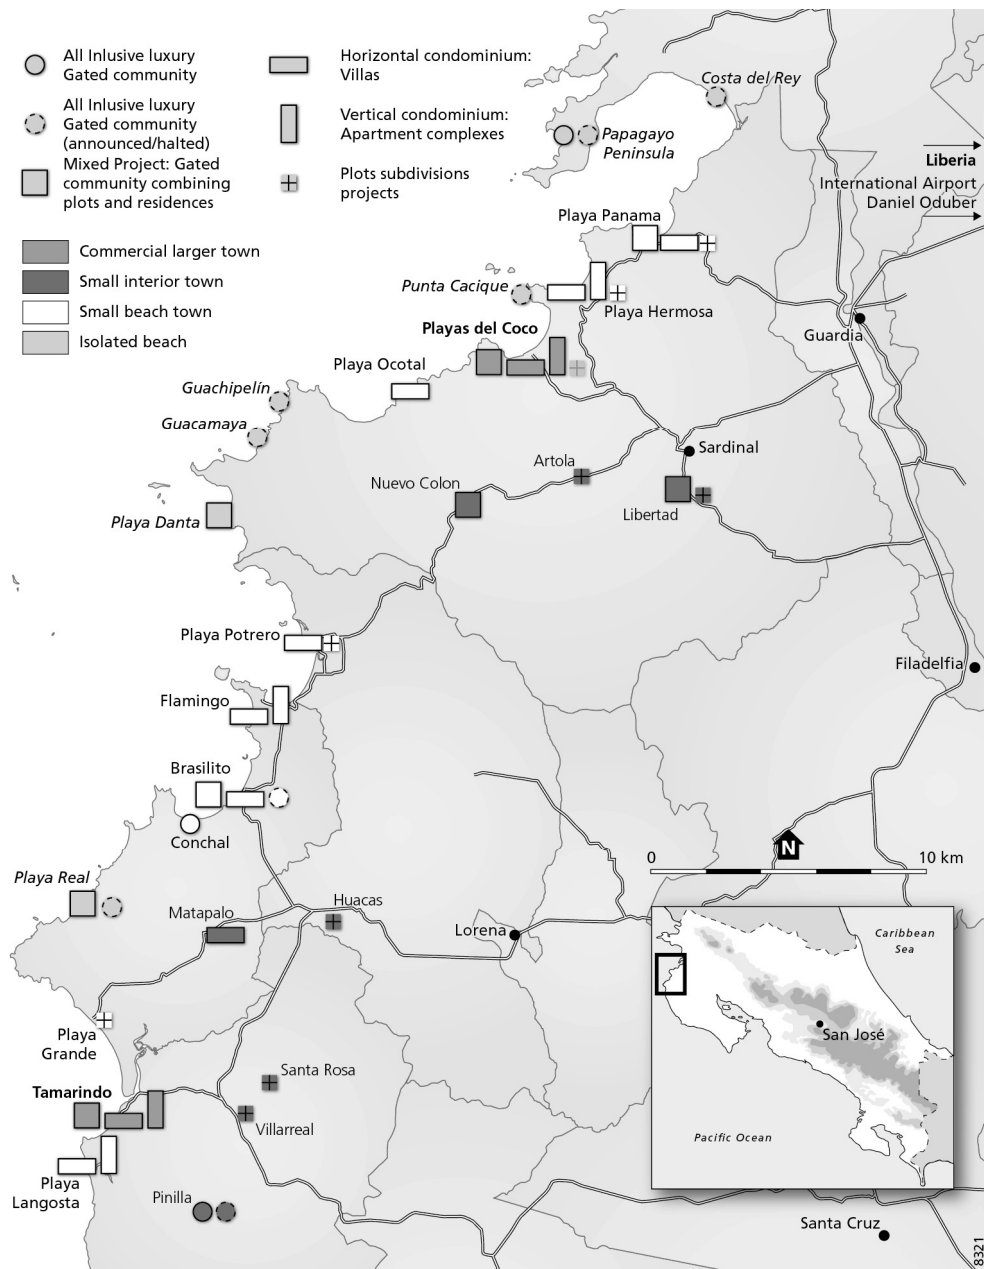 All Inlusive luxury
Gated community
All Inlusive luxury
Gated community
(announced/halted)
Mixed Project: Gated
community combining
plots and residences
Horizontal condominium:
Villas
Vertical condominium:
Apartment complexes
Plots subdivisions
projects
Commercial larger town
Small interior town
Small beach town
Isolated beach
Costa del Rey
Papagayo
Peninsula
Liberia
International Airport
Daniel Oduber
Playa Panama
Punta Cacique
Playa Hermosa
Guardia
Playas del Coco
Playa Ocotal
Guachipelín
Guacamaya
Sardinal
Artola
Nuevo Colon
Libertad
Playa Danta
Playa Potrero
Filadelfia
Flamingo
Brasilito
Conchal
N
0 10 km
Playa Real
Matapalo
Huacas
Lorena
Caribbean
Sea
San José
Pacific Ocean
Playa
Grande
Santa Rosa
Tamarindo
Villarreal
Playa
Langosta
Pinilla
Santa Cruz
8321